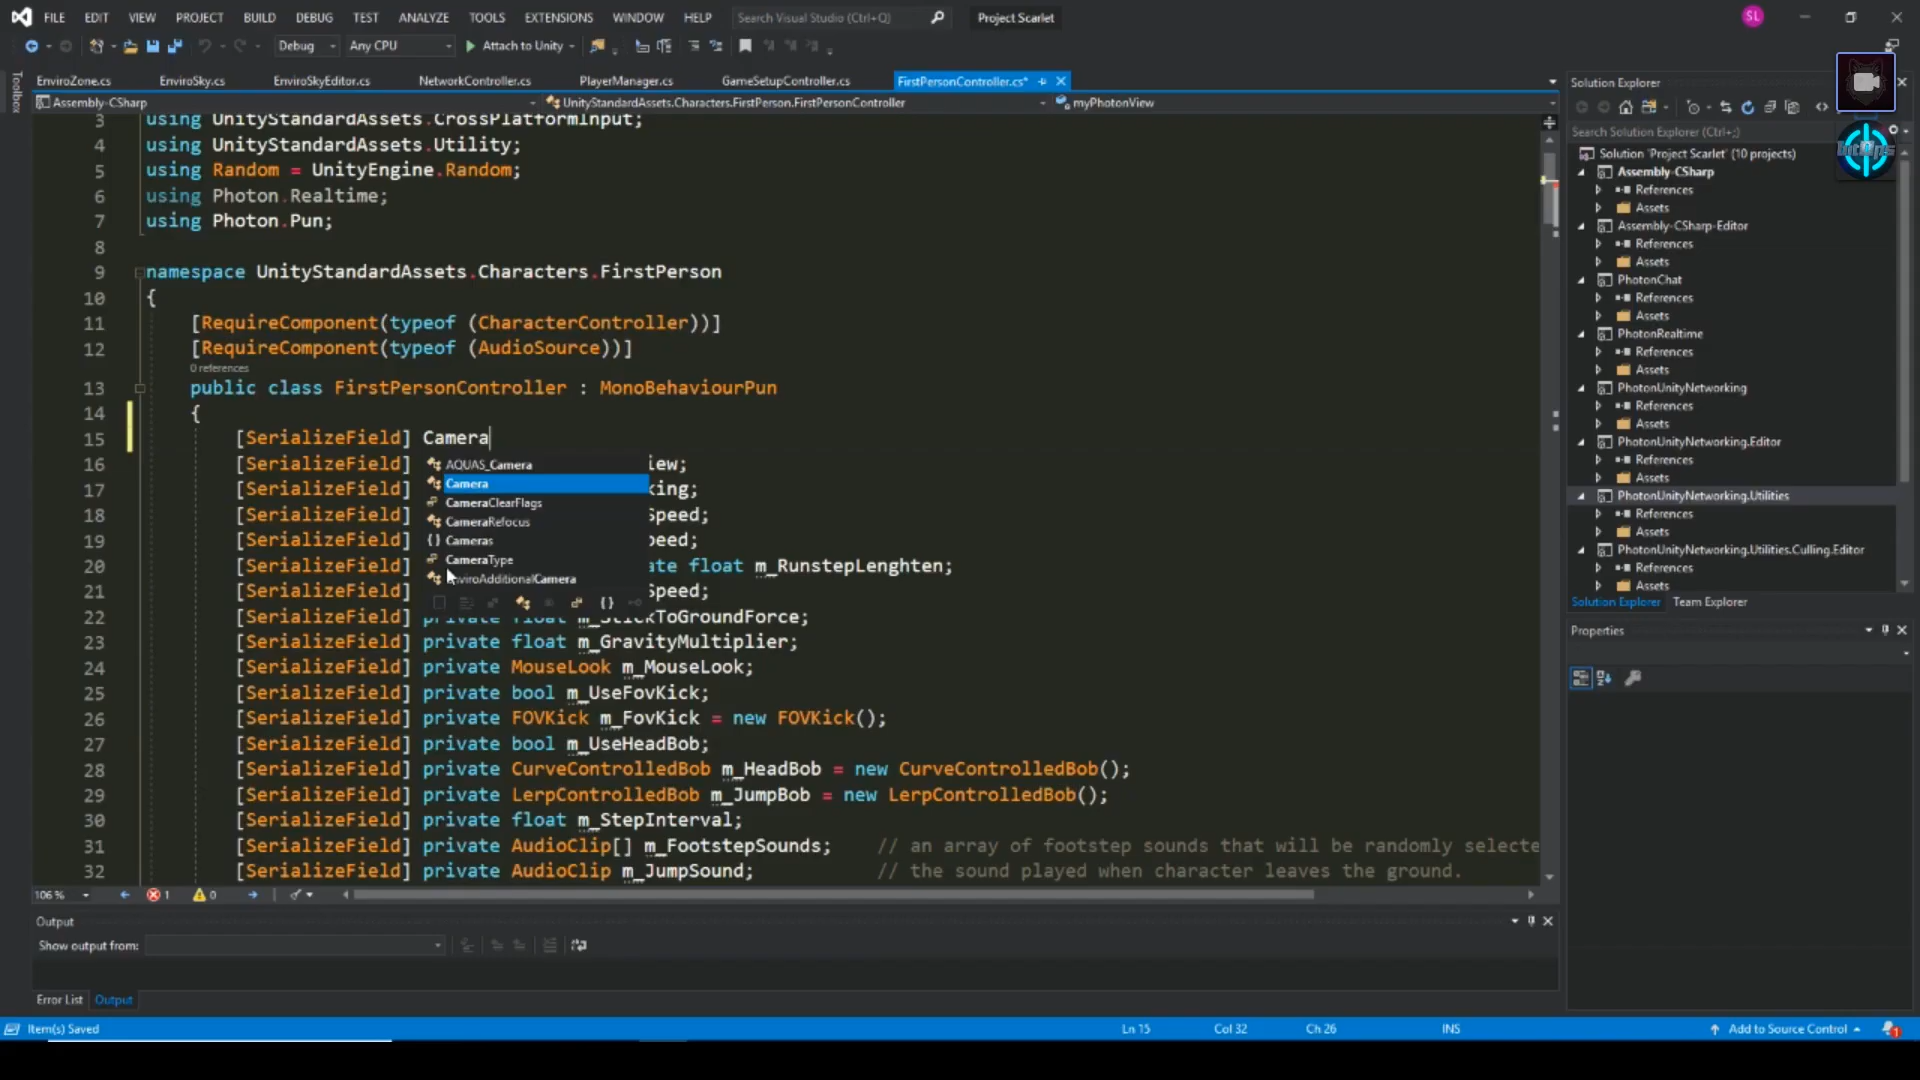 FILE EDIT VIEW PROJECT BUILD DEBUG TEST ANALYZE TOOLS EXTENSIONS WINDOW HELP Search Visual Studio (Ctrl+Q) Project Scarlet SL
Debug Any CPU Attach to Unity
EnviroZone.cs EnviroSky.cs EnviroSkyEditor.cs NetworkController.cs PlayerManager.cs GameSetupController.cs FirstPersonController.cs*
Toolbox
Assembly-CSharp UnityStandardAssets.Characters.FirstPerson.FirstPersonController myPhotonView
3 using UnityStandardAssets.CrossPlatformInput;
4 using UnityStandardAssets.Utility;
5 using Random = UnityEngine.Random;
6 using Photon.Realtime;
7 using Photon.Pun;
8
9 namespace UnityStandardAssets.Characters.FirstPerson
10 {
11 [RequireComponent(typeof (CharacterController))]
12 [RequireComponent(typeof (AudioSource))]
0 references
13 public class FirstPersonController : MonoBehaviourPun
14 {
15 [SerializeField] Camera
16 [SerializeField] iew;
17 [SerializeField] king;
18 [SerializeField] Speed;
19 [SerializeField] peed;
20 [SerializeField] ate float m_RunstepLenghten;
21 [SerializeField] Speed;
22 [SerializeField] private float m_StickToGroundForce;
23 [SerializeField] private float m_GravityMultiplier;
24 [SerializeField] private MouseLook m_MouseLook;
25 [SerializeField] private bool m_UseFovKick;
26 [SerializeField] private FOVKick m_FovKick = new FOVKick();
27 [SerializeField] private bool m_UseHeadBob;
28 [SerializeField] private CurveControlledBob m_HeadBob = new CurveControlledBob();
29 [SerializeField] private LerpControlledBob m_JumpBob = new LerpControlledBob();
30 [SerializeField] private float m_StepInterval;
31 [SerializeField] private AudioClip[] m_FootstepSounds; // an array of footstep sounds that will be randomly selecte
32 [SerializeField] private AudioClip m_JumpSound; // the sound played when character leaves the ground.
AQUAS_Camera
Camera
CameraClearFlags
CameraRefocus
{} Cameras
CameraType
EnviroAdditionalCamera
106 % 1 0
Output
Show output from:
Error List Output
Item(s) Saved Ln 15 Col 32 Ch 26 INS Add to Source Control 1
Solution Explorer
Search Solution Explorer (Ctrl+;)
Solution 'Project Scarlet' (10 projects)
Assembly-CSharp
References
Assets
Assembly-CSharp-Editor
References
Assets
PhotonChat
References
Assets
PhotonRealtime
References
Assets
PhotonUnityNetworking
References
Assets
PhotonUnityNetworking.Editor
References
Assets
PhotonUnityNetworking.Utilities
References
Assets
PhotonUnityNetworking.Utilities.Culling.Editor
References
Assets
Solution Explorer Team Explorer
Properties